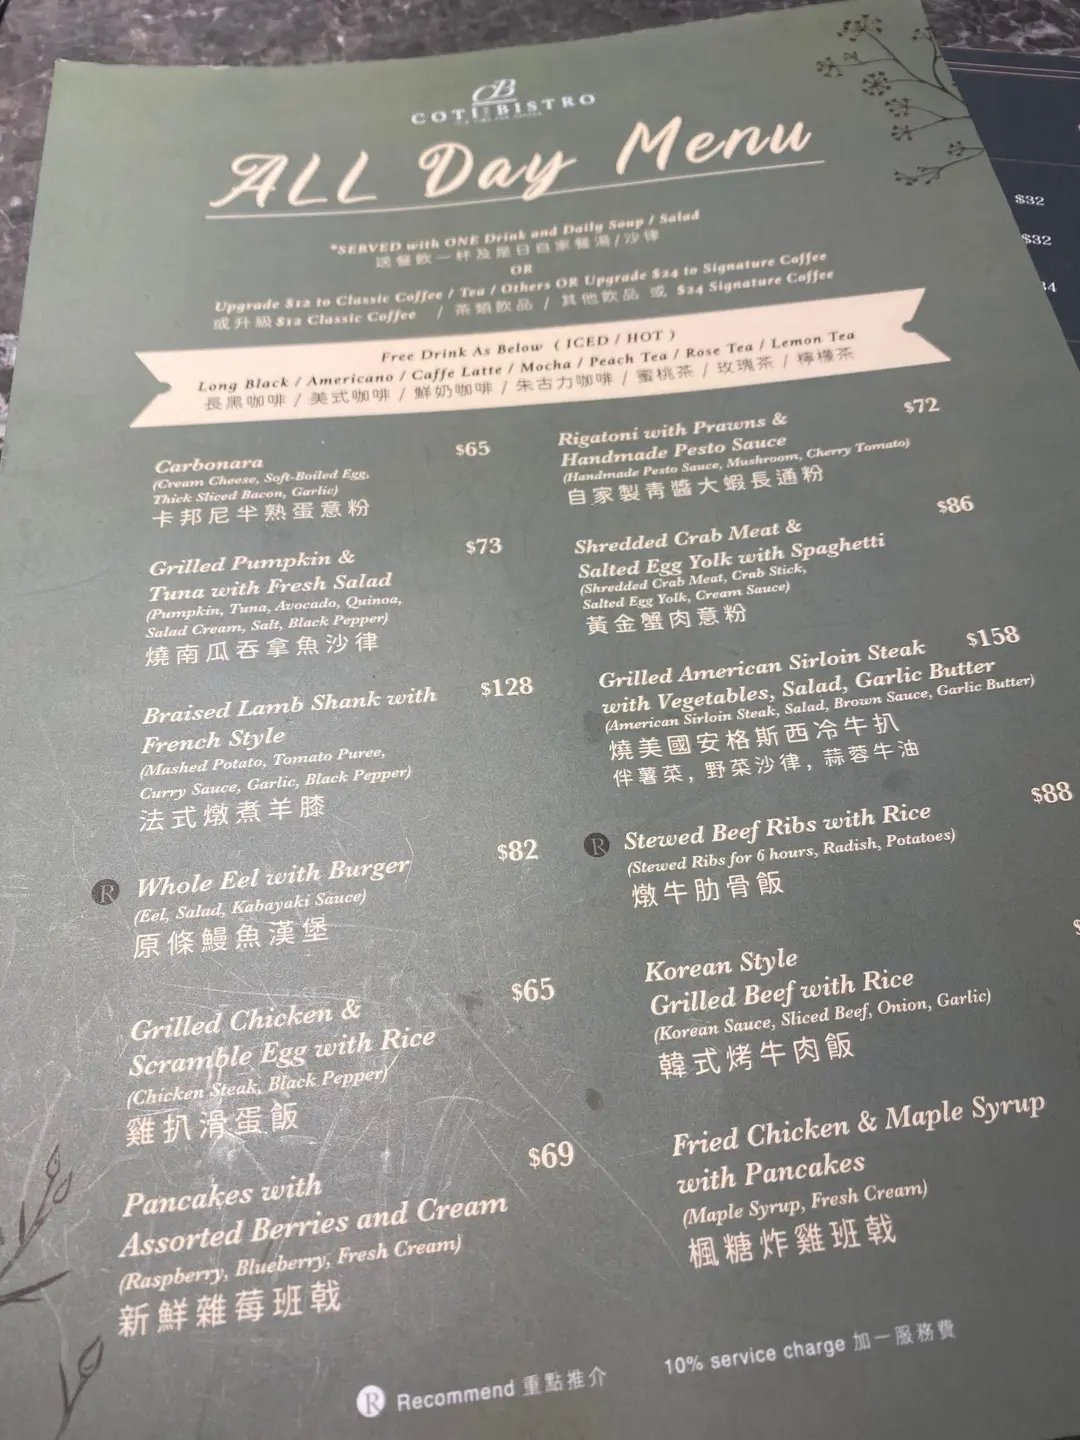 CB
COTI BISTRO
ALL Day Menu
*SERVED with ONE Drink and Daily Soup / Salad
送餐飲一杯及是日自家餐湯/沙律
OR
Upgrade $12 to Classic Coffee / Tea / Others OR Upgrade $24 to Signature Coffee
或升級 $12 Classic Coffee / 茶類飲品 / 其他飲品 或 $24 Signature Coffee
Free Drink As Below ( ICED / HOT )
Long Black / Americano / Caffe Latte / Mocha / Peach Tea / Rose Tea / Lemon Tea
長黑咖啡 / 美式咖啡 / 鮮奶咖啡 / 朱古力咖啡 / 蜜桃茶 / 玫瑰茶 / 檸檬茶
Carbonara $65
(Cream Cheese, Soft-Boiled Egg,
Thick Sliced Bacon, Garlic)
卡邦尼半熟蛋意粉
Grilled Pumpkin & $73
Tuna with Fresh Salad
(Pumpkin, Tuna, Avocado, Quinoa,
Salad Cream, Salt, Black Pepper)
燒南瓜吞拿魚沙律
Braised Lamb Shank with $128
French Style
(Mashed Potato, Tomato Puree,
Curry Sauce, Garlic, Black Pepper)
法式燉煮羊膝
R Whole Eel with Burger $82
(Eel, Salad, Kabayaki Sauce)
原條鰻魚漢堡
Grilled Chicken & $65
Scramble Egg with Rice
(Chicken Steak, Black Pepper)
雞扒滑蛋飯
Pancakes with $69
Assorted Berries and Cream
(Raspberry, Blueberry, Fresh Cream)
新鮮雜莓班戟
Rigatoni with Prawns & $72
Handmade Pesto Sauce
(Handmade Pesto Sauce, Mushroom, Cherry Tomato)
自家製青醬大蝦長通粉
Shredded Crab Meat & $86
Salted Egg Yolk with Spaghetti
(Shredded Crab Meat, Crab Stick,
Salted Egg Yolk, Cream Sauce)
黃金蟹肉意粉
Grilled American Sirloin Steak $158
with Vegetables, Salad, Garlic Butter
(American Sirloin Steak, Salad, Brown Sauce, Garlic Butter)
燒美國安格斯西冷牛扒
伴薯菜, 野菜沙律, 蒜蓉牛油
R Stewed Beef Ribs with Rice $88
(Stewed Ribs for 6 hours, Radish, Potatoes)
燉牛肋骨飯
Korean Style
Grilled Beef with Rice
(Korean Sauce, Sliced Beef, Onion, Garlic)
韓式烤牛肉飯
Fried Chicken & Maple Syrup
with Pancakes
(Maple Syrup, Fresh Cream)
楓糖炸雞班戟
R Recommend 重點推介
10% service charge 加一服務費
$32
$32